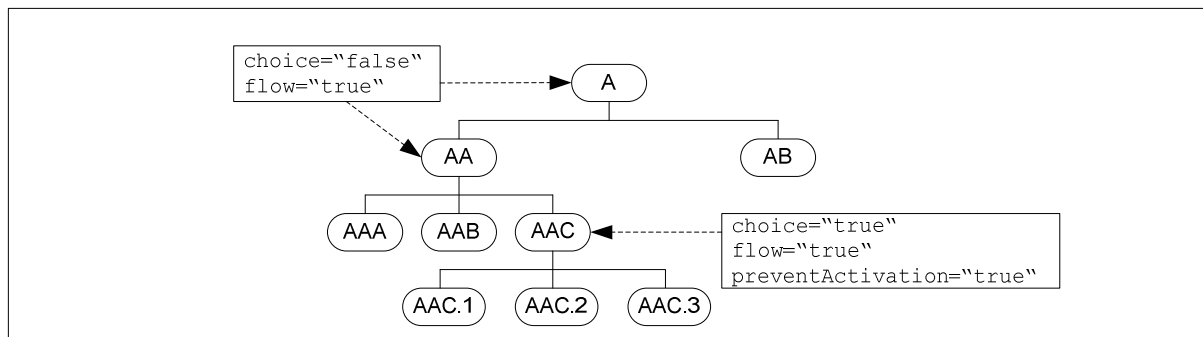 choice=“false“
flow=“true“
A
AA
AB
AAA
AAB
AAC
choice=“true“
flow=“true“
preventActivation=“true“
AAC.1
AAC.2
AAC.3